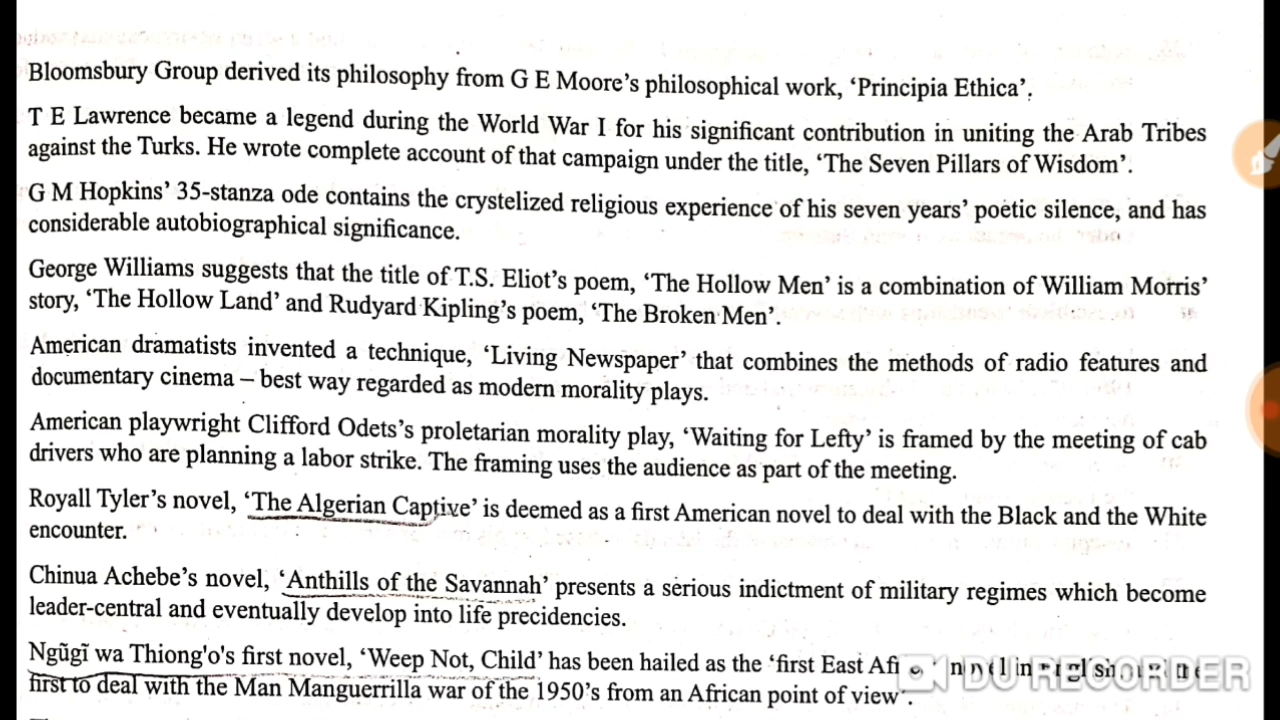 Bloomsbury Group derived its philosophy from G E Moore's philosophical work, 'Principia Ethica'.
T E Lawrence became a legend during the World War I for his significant contribution in uniting the Arab Tribes
against the Turks. He wrote complete account of that campaign under the title, 'The Seven Pillars of Wisdom'.
G M Hopkins' 35-stanza ode contains the crystelized religious experience of his seven years' poetic silence, and has
considerable autobiographical significance.
George Williams suggests that the title of T.S. Eliot's poem, 'The Hollow Men' is a combination of William Morris'
story, 'The Hollow Land' and Rudyard Kipling's poem, 'The Broken Men'.
American dramatists invented a technique, 'Living Newspaper' that combines the methods of radio features and
documentary cinema – best way regarded as modern morality plays.
American playwright Clifford Odets's proletarian morality play, 'Waiting for Lefty' is framed by the meeting of cab
drivers who are planning a labor strike. The framing uses the audience as part of the meeting.
Royall Tyler's novel, 'The Algerian Captive' is deemed as a first American novel to deal with the Black and the White
encounter.
Chinua Achebe's novel, 'Anthills of the Savannah' presents a serious indictment of military regimes which become
leader-central and eventually develop into life precidencies.
Ngũgĩ wa Thiong'o's first novel, 'Weep Not, Child' has been hailed as the 'first East
first to deal with the Man Manguerrilla war of the 1950's from an African point of view'.
DU RECORDER